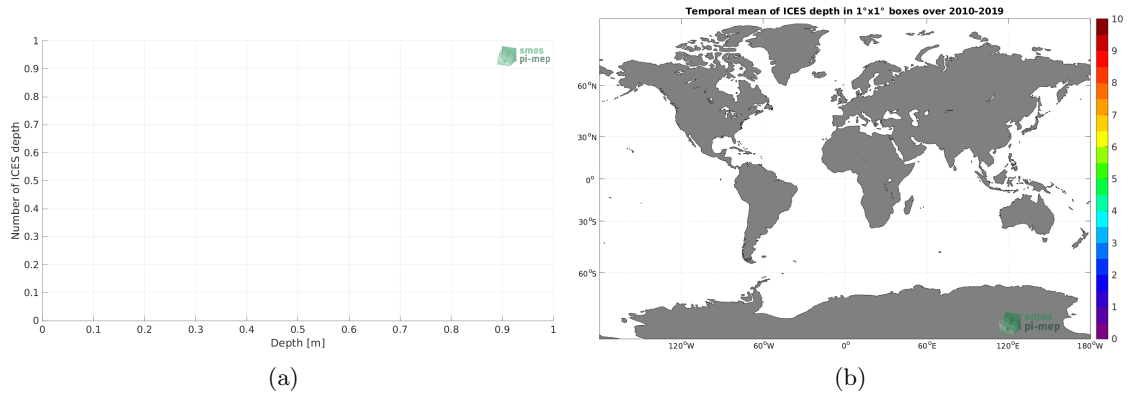 Temporal mean of ICES depth in 1°x1° boxes over 2010-2019
smos
pi-mep
1
0.9
0.8
0.7
0.6
0.5
0.4
0.3
0.2
0.1
0
Number of ICES depth
0 0.1 0.2 0.3 0.4 0.5 0.6 0.7 0.8 0.9 1
Depth [m]
(a)
60°N
30°N
0°
30°S
60°S
120°W 60°W 0° 60°E 120°E 180°W
smos
pi-mep
10
9
8
7
6
5
4
3
2
1
0
(b)